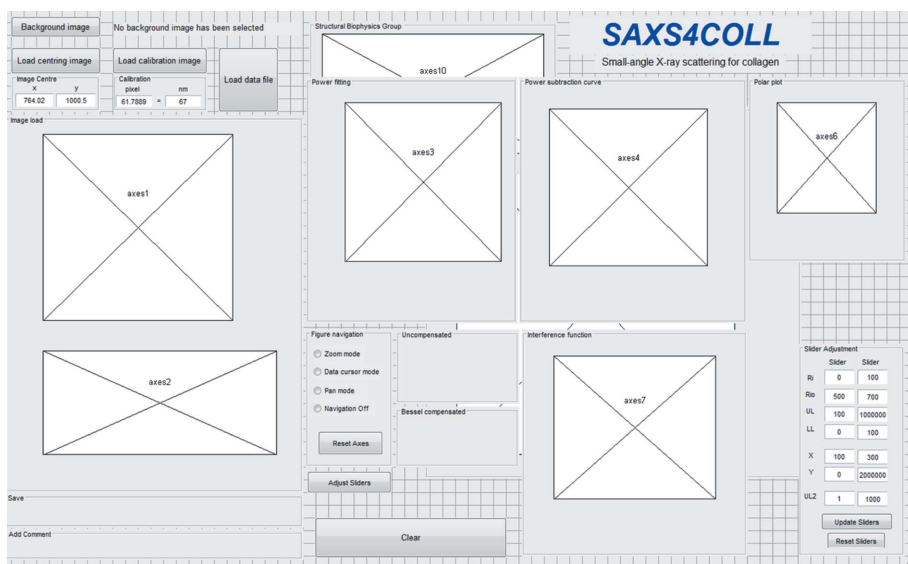 Background image
No background image has been selected
Load centring image
Load calibration image
Load data file
Image Centre
x y
764.02 1000.5
Calibration
pixel nm
61.7889 = 67
Structural Biophysics Group
axes10
SAXS4COLL
Small-angle X-ray scattering for collagen
Image load
axes1
axes2
Power fitting
axes3
Power subtraction curve
axes4
Polar plot
axes6
Figure navigation
Zoom mode
Data cursor mode
Pan mode
Navigation Off
Reset Axes
Uncompensated
Bessel compensated
Interference function
axes7
Adjust Sliders
Clear
Save
Add Comment
Slider Adjustment
Slider Slider
Ri 0 100
Rio 500 700
UL 100 1000000
LL 0 100
X 100 300
Y 0 2000000
UL2 1 1000
Update Sliders
Reset Sliders